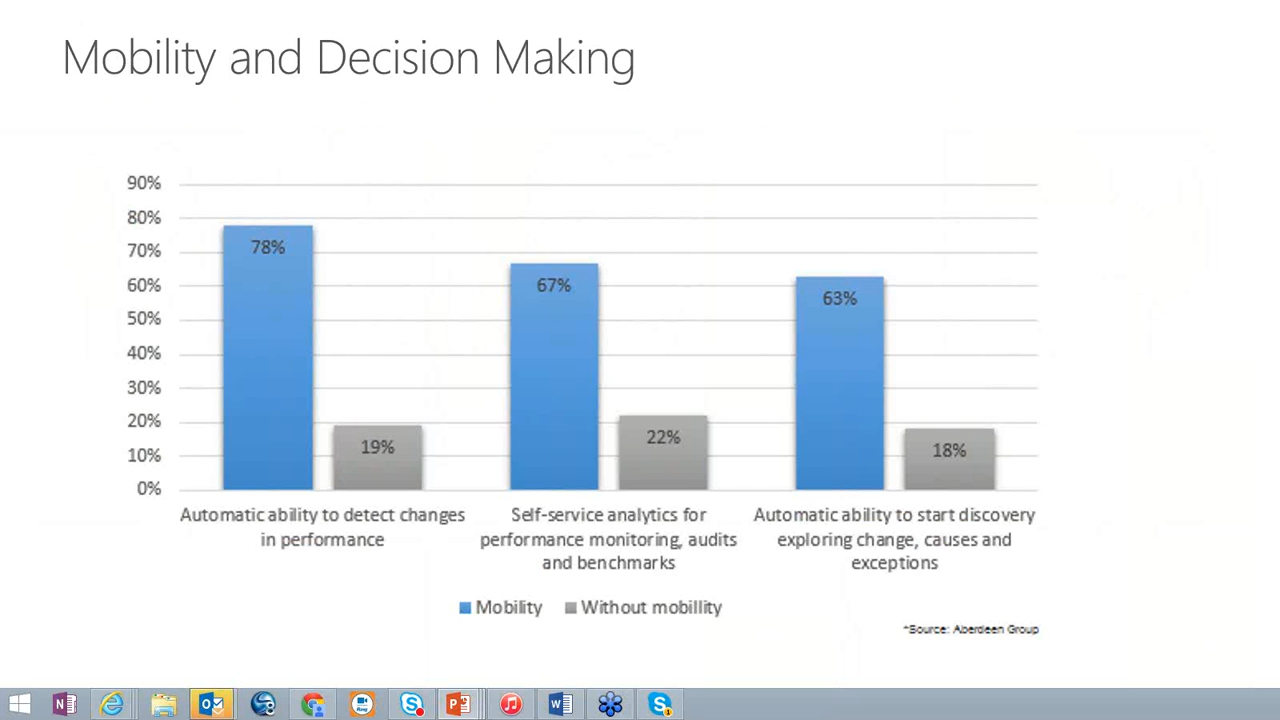 Mobility and Decision Making
90%
80%
70%
60%
50%
40%
30%
20%
10%
0%
78%
19%
67%
22%
63%
18%
Automatic ability to detect changes
in performance
Self-service analytics for
performance monitoring, audits
and benchmarks
Automatic ability to start discovery
exploring change, causes and
exceptions
Mobility
Without mobillity
*Source: Aberdeen Group